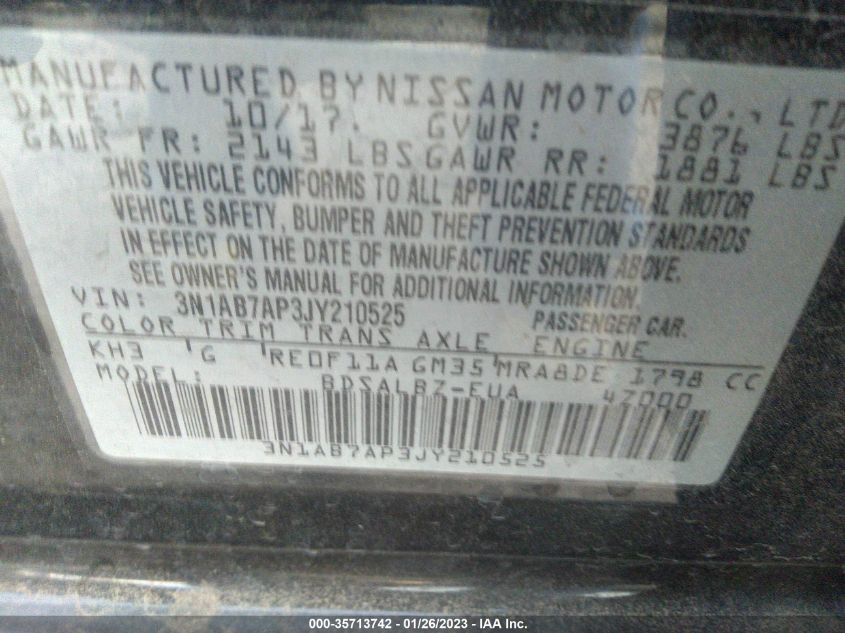 MANUFACTURED BY NISSAN MOTOR CO., LTD
DATE: 10/17. GVWR: 3876 LBS
GAWR FR: 2143 LBS GAWR RR: 1881 LBS
THIS VEHICLE CONFORMS TO ALL APPLICABLE FEDERAL MOTOR
VEHICLE SAFETY, BUMPER AND THEFT PREVENTION STANDARDS
IN EFFECT ON THE DATE OF MANUFACTURE SHOWN ABOVE.
SEE OWNER'S MANUAL FOR ADDITIONAL INFORMATION.
VIN: 3N1AB7AP3JY210525 PASSENGER CAR.
COLOR TRIM TRANS AXLE ENGINE
KH3 G RE0F11A GM35 MRA8DE 1798 CC
MODEL: BDSALBZ-EUA 47000
3N1AB7AP3JY210525
000-35713742 - 01/26/2023 - IAA Inc.